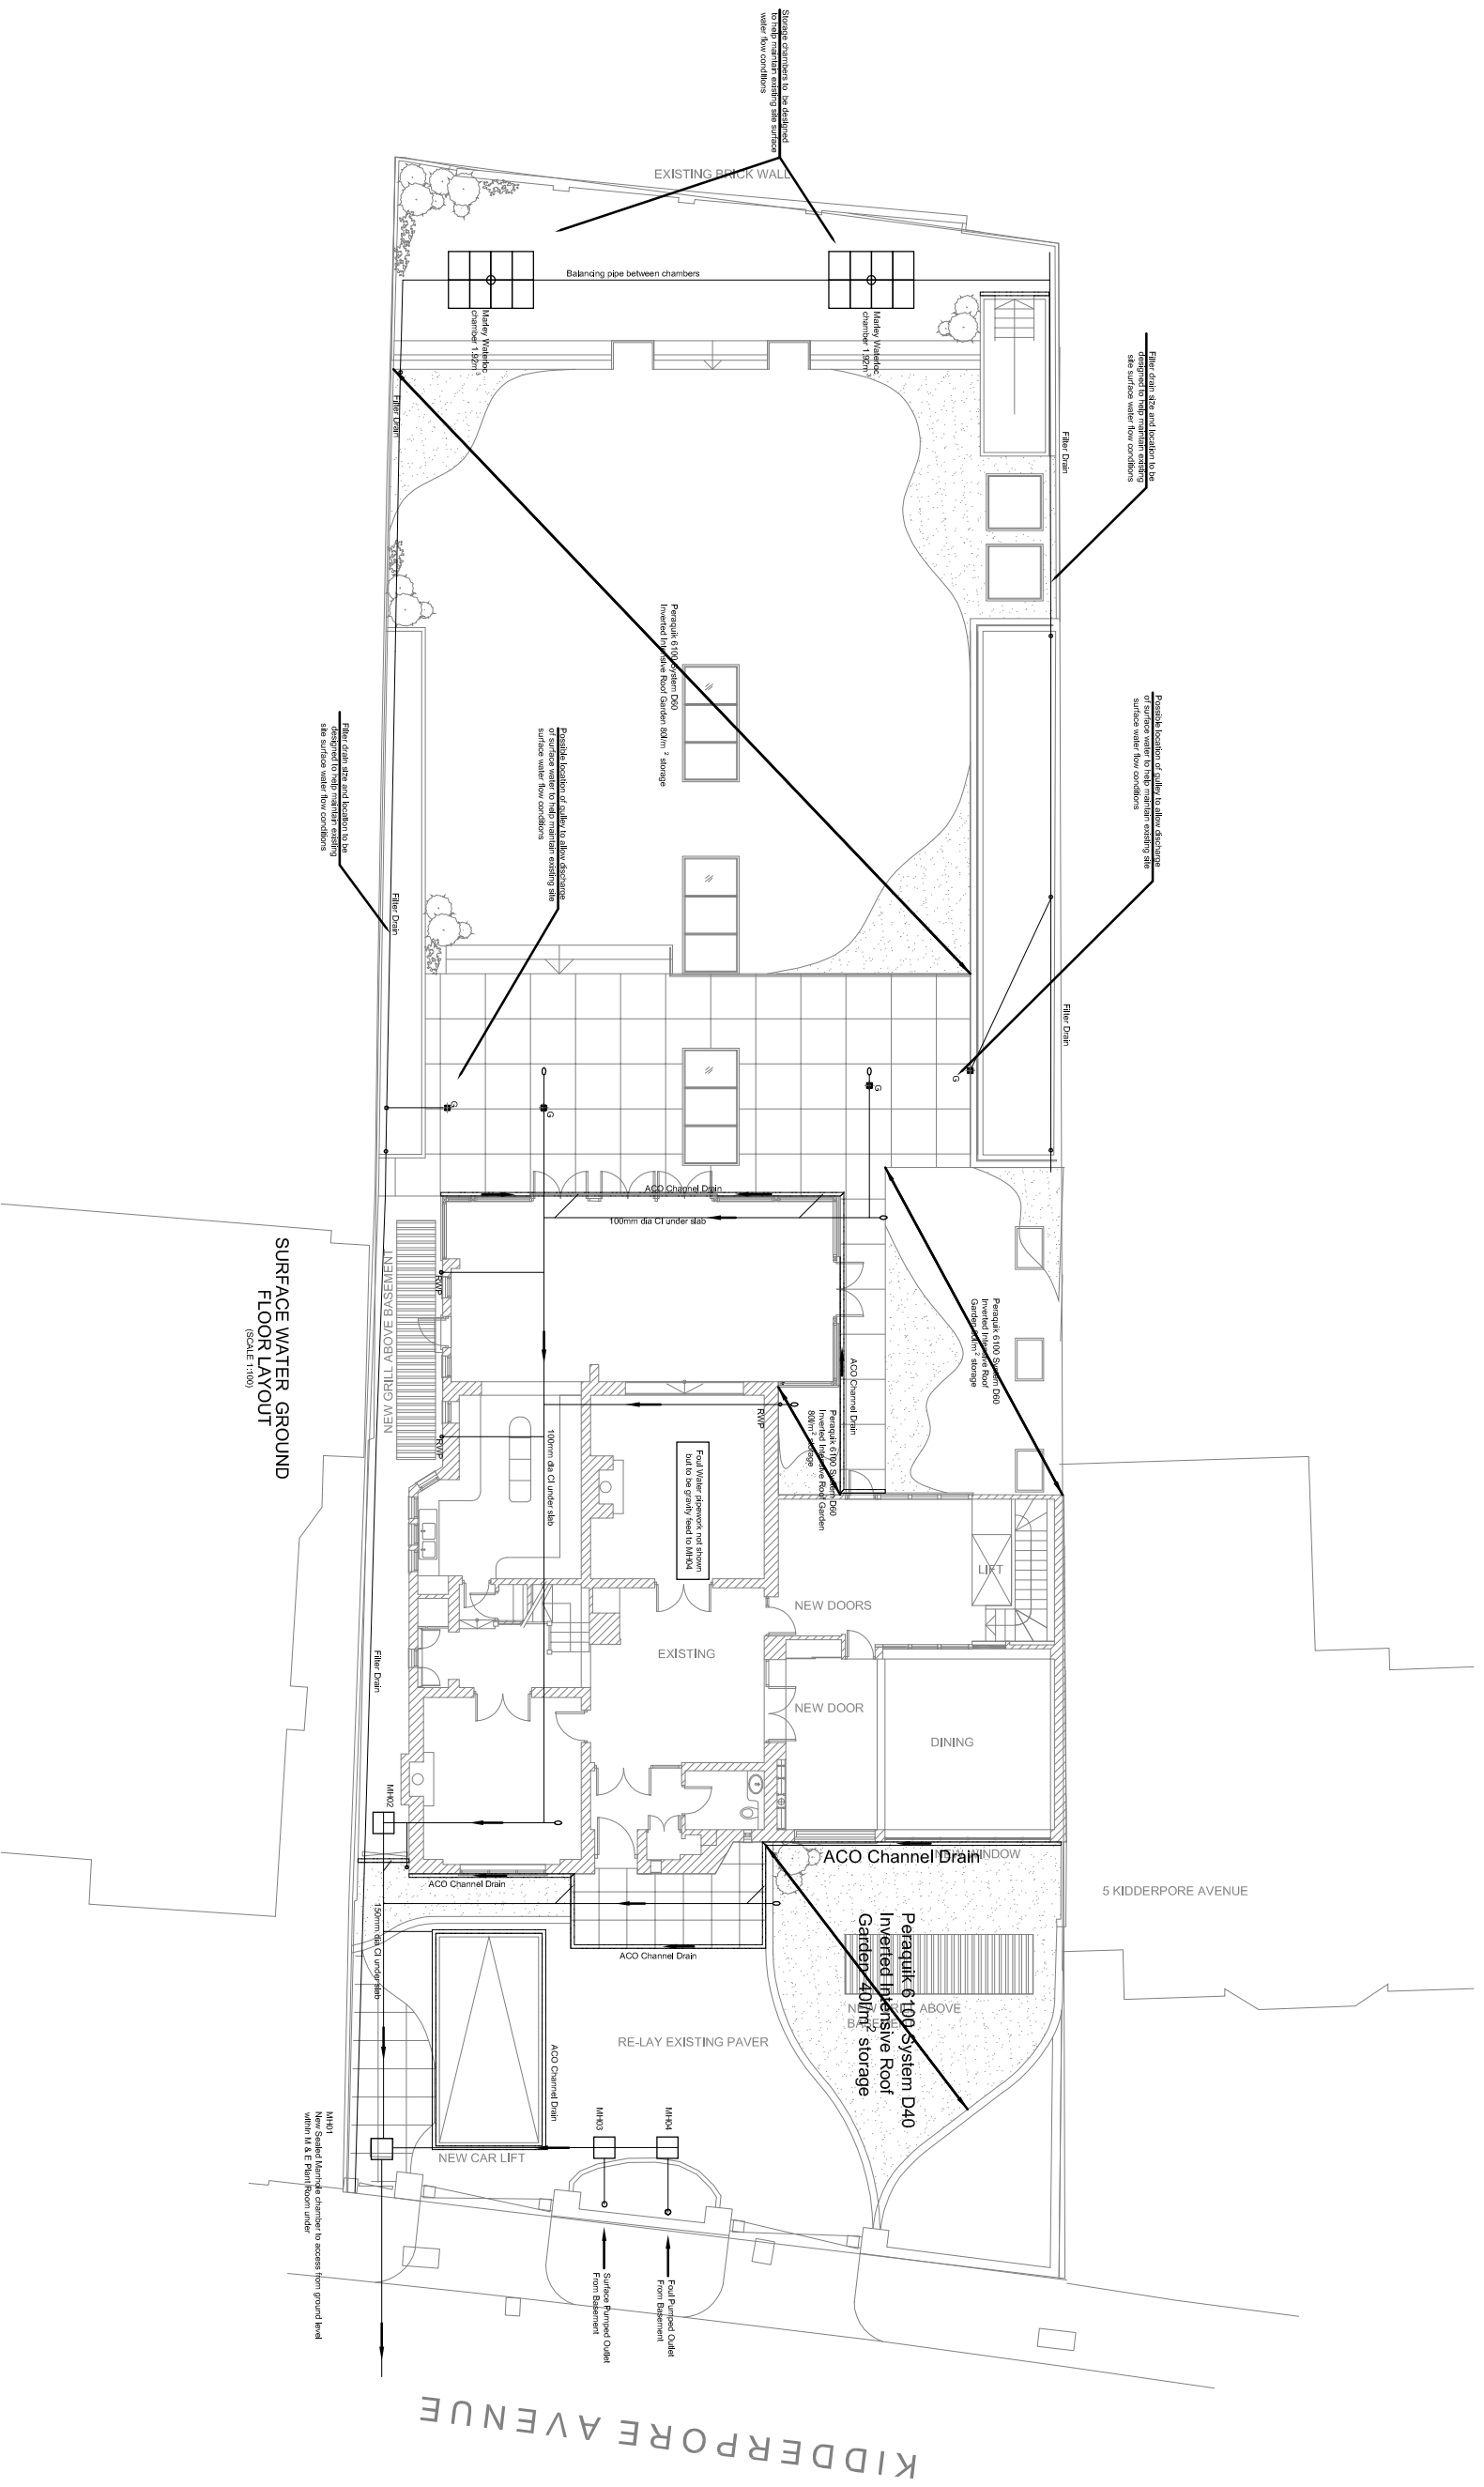 Storage chambers to be designed
to help maintain existing site surface
water flow conditions
EXISTING BRICK WALL
Balancing pipe between chambers
Marley Waterloc
chamber 1.92m³
Marley Waterloc
chamber 1.92m³
Filter drain size and location to be
designed to help maintain existing
site surface water flow conditions
Filter Drain
Filter Drain
Peraquik 6100 System D60
Inverted Intensive Roof Garden 80l/m² storage
Possible location of gulley to allow discharge
of surface water to help maintain existing site
surface water flow conditions
Possible location of gulley to allow discharge
of surface water to help maintain existing site
surface water flow conditions
Filter drain size and location to be
designed to help maintain existing
site surface water flow conditions
Filter Drain
Filter Drain
G
G
G
G
ACO Channel Drain
100mm dia CI under slab
SURFACE WATER GROUND
FLOOR LAYOUT
(SCALE 1:100)
NEW GRILL ABOVE BASEMENT
RWP
RWP
RWP
Peraquik 6100 System D60
Inverted Intensive Roof
Garden 80l/m² storage
ACO Channel Drain
Peraquik 6100 System D60
Inverted Intensive Roof Garden
80l/m² storage
100mm dia CI under slab
Foul Water pipework not shown
but to be gravity feed to MH04
LIFT
NEW DOORS
EXISTING
Filter Drain
NEW DOOR
DINING
MH02
ACO Channel Drain
NEW WINDOW
ACO Channel Drain
5 KIDDERPORE AVENUE
150mm dia CI under slab
ACO Channel Drain
Peraquik 6100 System D40
Inverted Intensive Roof
Garden 40l/m² storage
NEW GRILL ABOVE
BASEMENT
RE-LAY EXISTING PAVER
ACO Channel Drain
MH03
MH04
NEW CAR LIFT
MH01
New Sealed Manhole chamber to access from ground level
within M & E Plant Room under
Surface Pumped Outlet
From Basement
Foul Pumped Outlet
From Basement
KIDDERPORE AVENUE